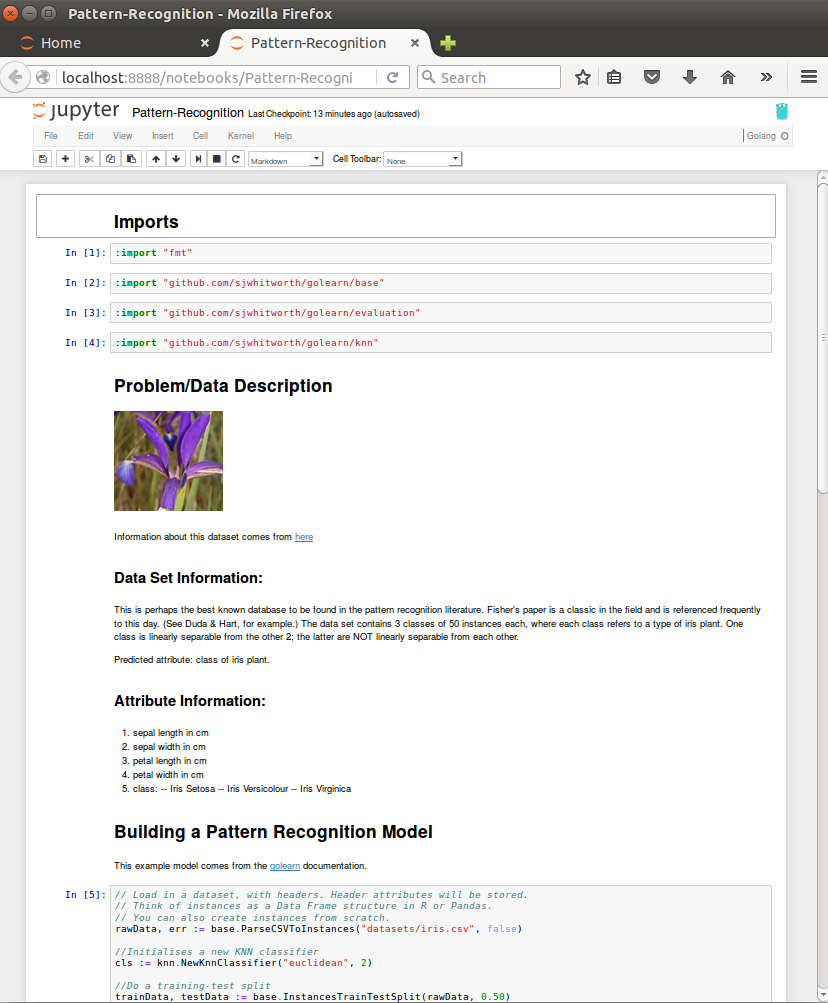 Pattern-Recognition - Mozilla Firefox
Home
Pattern-Recognition
localhost:8888/notebooks/Pattern-Recogni
Search
jupyter Pattern-Recognition Last Checkpoint: 13 minutes ago (autosaved)
File Edit View Insert Cell Kernel Help Golang
Markdown Cell Toolbar: None
Imports
In [1]: :import "fmt"
In [2]: :import "github.com/sjwhitworth/golearn/base"
In [3]: :import "github.com/sjwhitworth/golearn/evaluation"
In [4]: :import "github.com/sjwhitworth/golearn/knn"
Problem/Data Description
Information about this dataset comes from here
Data Set Information:
This is perhaps the best known database to be found in the pattern recognition literature. Fisher's paper is a classic in the field and is referenced frequently
to this day. (See Duda & Hart, for example.) The data set contains 3 classes of 50 instances each, where each class refers to a type of iris plant. One
class is linearly separable from the other 2; the latter are NOT linearly separable from each other.
Predicted attribute: class of iris plant.
Attribute Information:
1. sepal length in cm
2. sepal width in cm
3. petal length in cm
4. petal width in cm
5. class: -- Iris Setosa -- Iris Versicolour -- Iris Virginica
Building a Pattern Recognition Model
This example model comes from the golearn documentation.
In [5]: // Load in a dataset, with headers. Header attributes will be stored.
// Think of instances as a Data Frame structure in R or Pandas.
// You can also create instances from scratch.
rawData, err := base.ParseCSVToInstances("datasets/iris.csv", false)
//Initialises a new KNN classifier
cls := knn.NewKnnClassifier("euclidean", 2)
//Do a training-test split
trainData, testData := base.InstancesTrainTestSplit(rawData, 0.50)